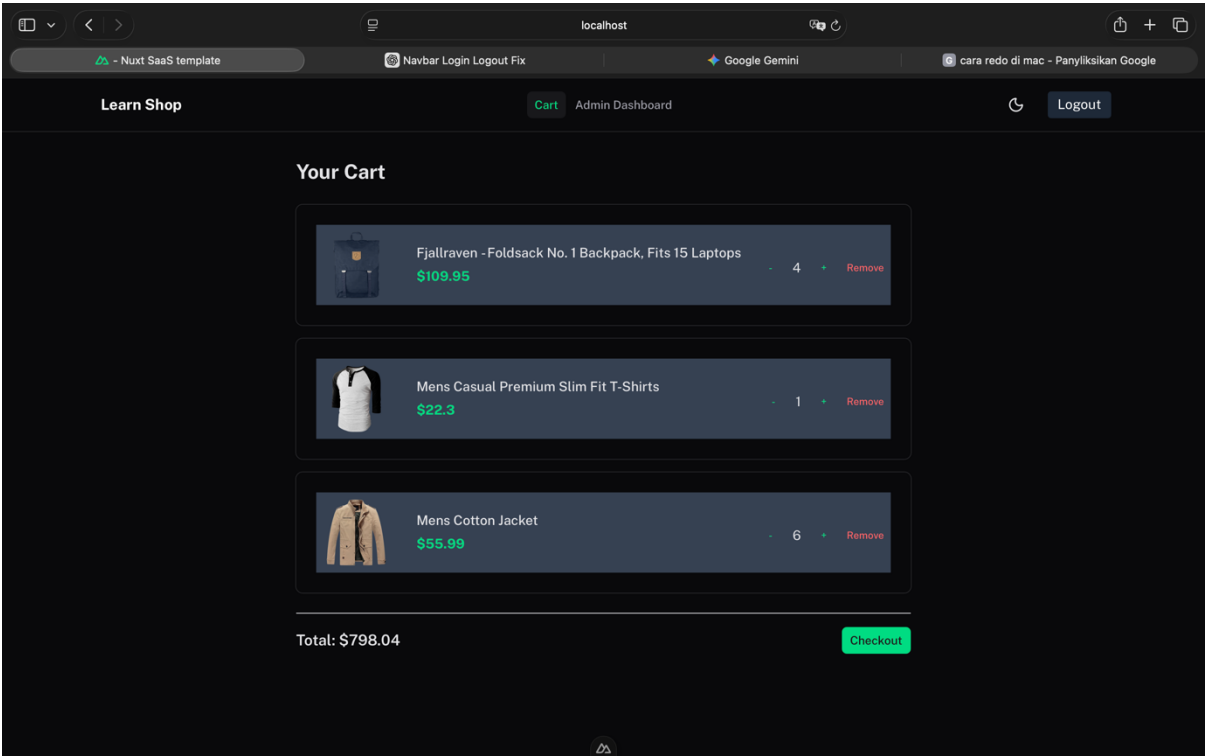 localhost
- Nuxt SaaS template
Navbar Login Logout Fix
Google Gemini
G cara redo di mac - Panyliksikan Google
Learn Shop
Cart Admin Dashboard
Logout
Your Cart
Fjallraven - Foldsack No. 1 Backpack, Fits 15 Laptops
$109.95
- 4 + Remove
Mens Casual Premium Slim Fit T-Shirts
$22.3
- 1 + Remove
Mens Cotton Jacket
$55.99
- 6 + Remove
Total: $798.04
Checkout